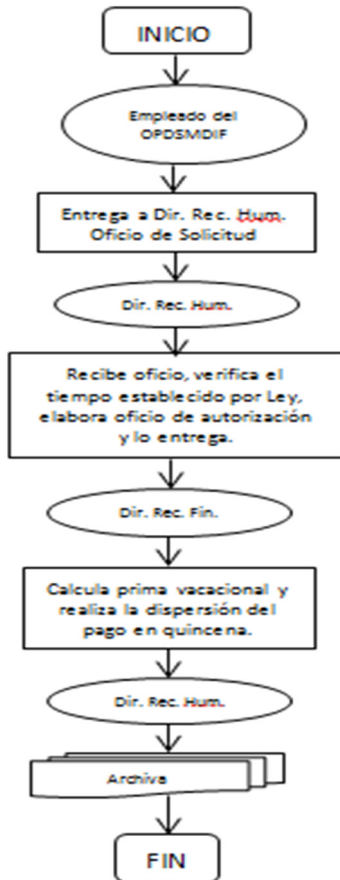 INICIO
Empleado del
OPDSMDIF
Entrega a Dir. Rec. Hum.
Oficio de Solicitud
Dir. Rec. Hum.
Recibe oficio, verifica el
tiempo establecido por Ley,
elabora oficio de autorización
y lo entrega.
Dir. Rec. Fin.
Calcula prima vacacional y
realiza la dispersión del
pago en quincena.
Dir. Rec. Hum.
Archiva
FIN